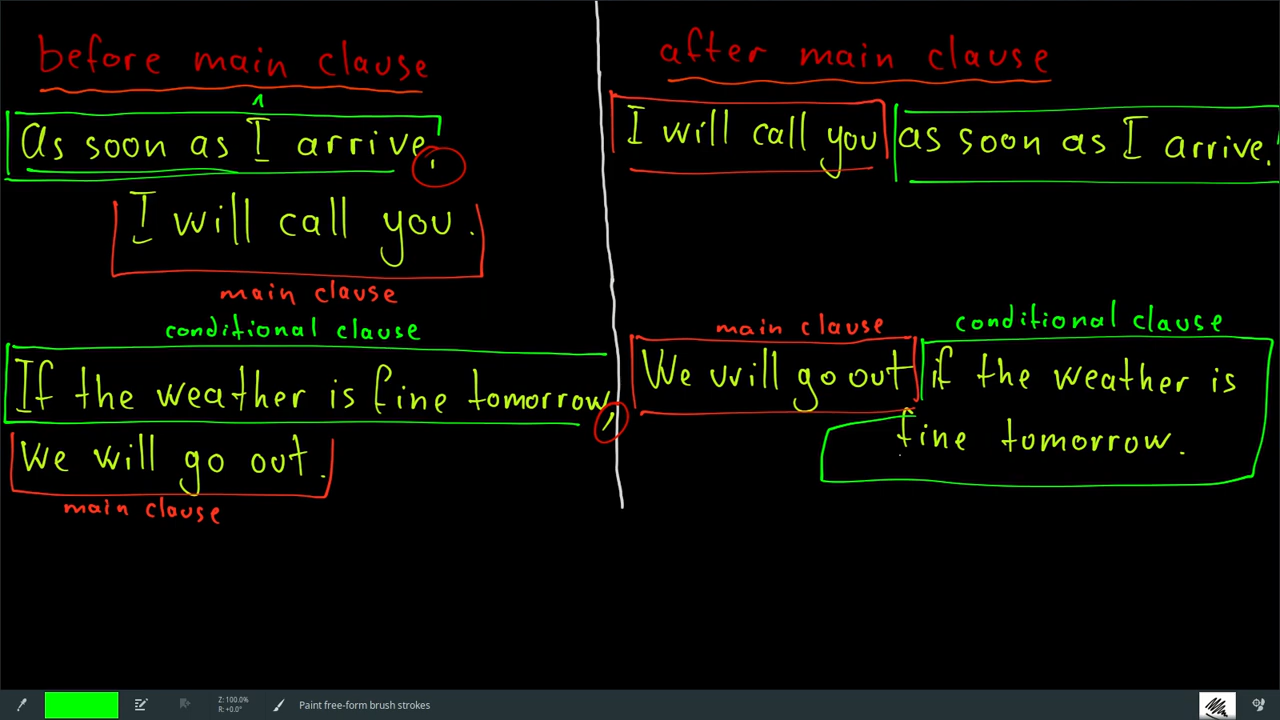 before main clause
As soon as I arrive,
I will call you.
main clause
conditional clause
If the weather is fine tomorrow,
We will go out.
main clause
after main clause
I will call you as soon as I arrive.
main clause conditional clause
We will go out if the weather is
fine tomorrow.
Z: 100.0%
R: +0.0°
Paint free-form brush strokes